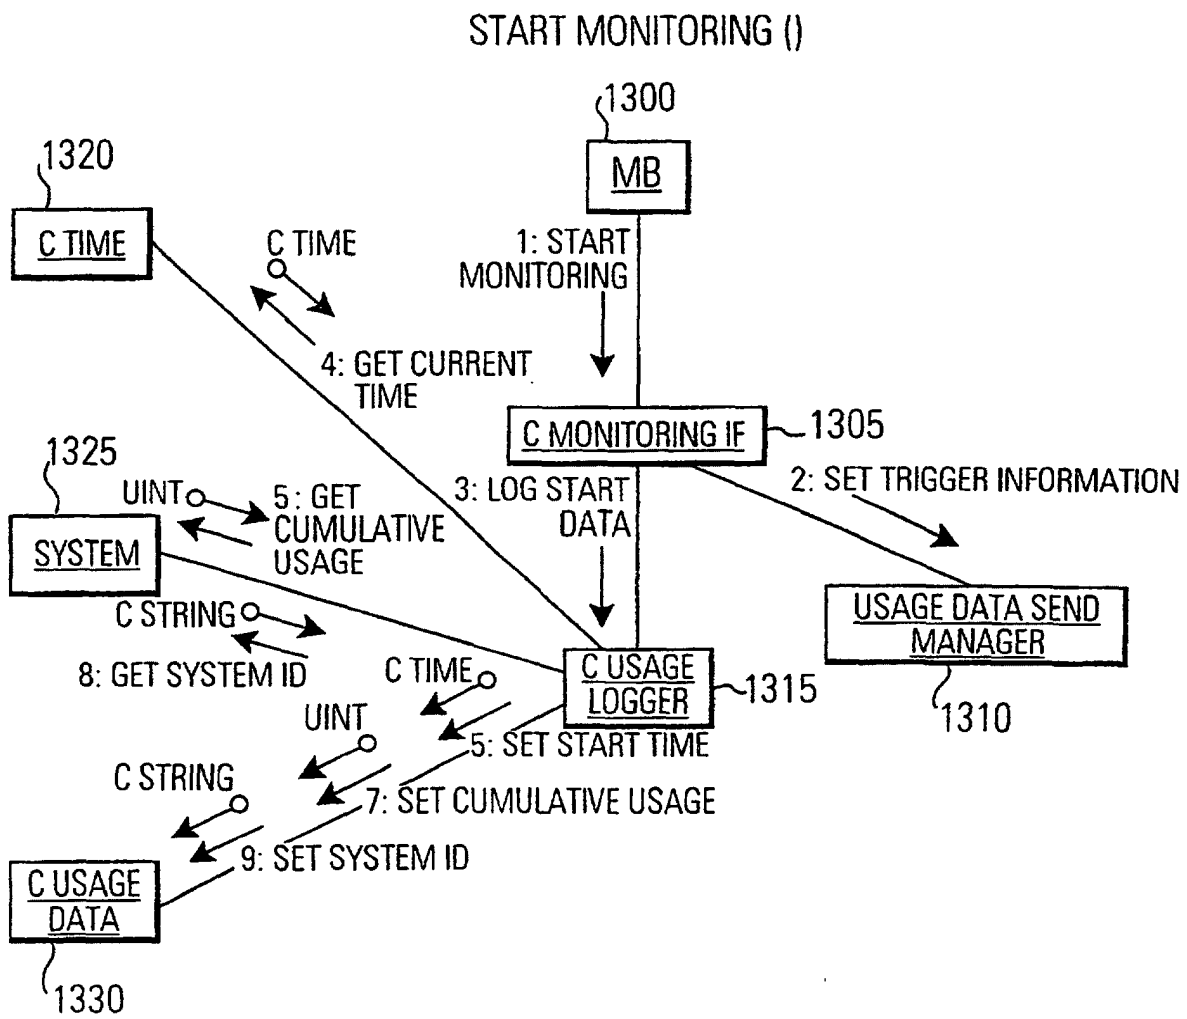 START MONITORING ()
1300
MB
1320
C TIME
C TIME
1: START
MONITORING
4: GET CURRENT
TIME
C MONITORING IF
1305
1325
UINT
5: GET
CUMULATIVE
USAGE
3: LOG START
DATA
2: SET TRIGGER INFORMATION
SYSTEM
C STRING
8: GET SYSTEM ID
USAGE DATA SEND
MANAGER
1310
C USAGE
LOGGER
1315
C TIME
5: SET START TIME
UINT
7: SET CUMULATIVE USAGE
C STRING
9: SET SYSTEM ID
C USAGE
DATA
1330